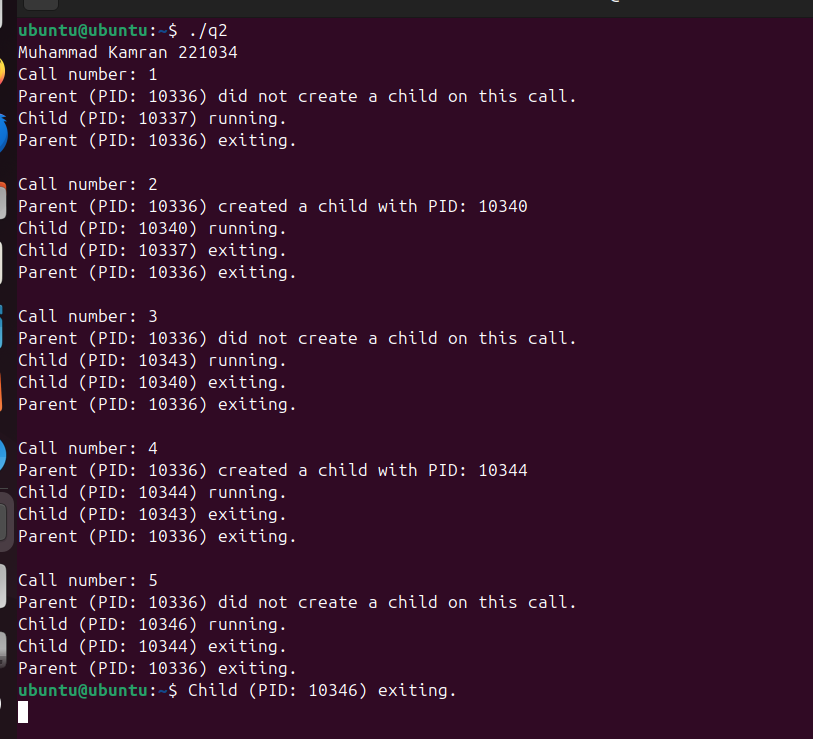 ubuntu@ubuntu:~$ ./q2
Muhammad Kamran 221034
Call number: 1
Parent (PID: 10336) did not create a child on this call.
Child (PID: 10337) running.
Parent (PID: 10336) exiting.
Call number: 2
Parent (PID: 10336) created a child with PID: 10340
Child (PID: 10340) running.
Child (PID: 10337) exiting.
Parent (PID: 10336) exiting.
Call number: 3
Parent (PID: 10336) did not create a child on this call.
Child (PID: 10343) running.
Child (PID: 10340) exiting.
Parent (PID: 10336) exiting.
Call number: 4
Parent (PID: 10336) created a child with PID: 10344
Child (PID: 10344) running.
Child (PID: 10343) exiting.
Parent (PID: 10336) exiting.
Call number: 5
Parent (PID: 10336) did not create a child on this call.
Child (PID: 10346) running.
Child (PID: 10344) exiting.
Parent (PID: 10336) exiting.
ubuntu@ubuntu:~$ Child (PID: 10346) exiting.